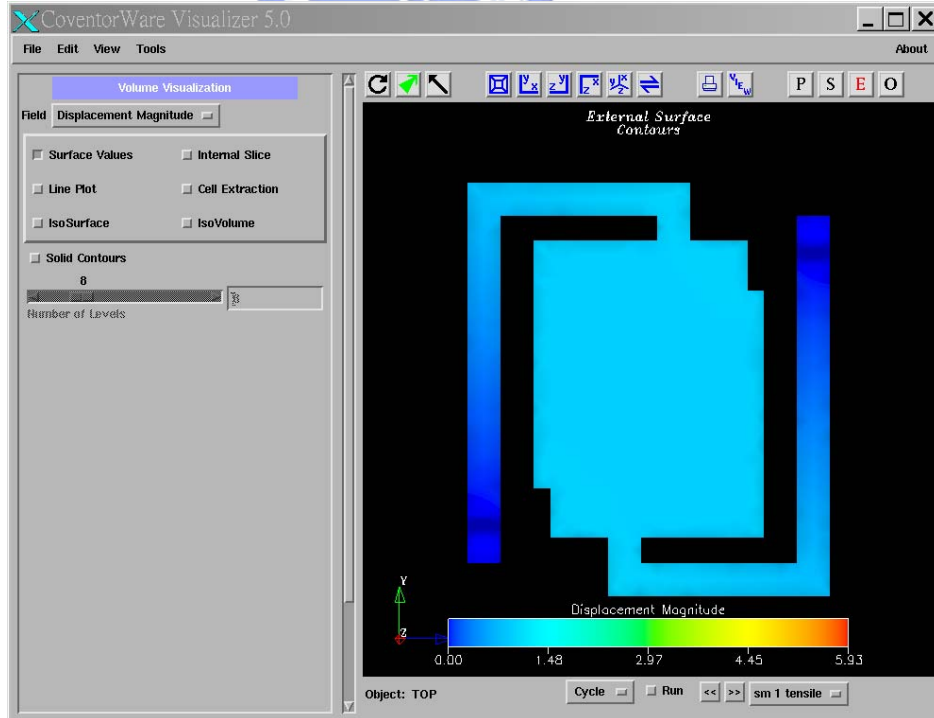 CoventorWare Visualizer 5.0
File Edit View Tools About
Volume Visualization
Field Displacement Magnitude
Surface Values Internal Slice
Line Plot Cell Extraction
IsoSurface IsoVolume
Solid Contours
8
Number of Levels
P S E O
External Surface
Contours
Y
Z
Displacement Magnitude
0.00 1.48 2.97 4.45 5.93
Object: TOP Cycle Run << >> sm 1 tensile